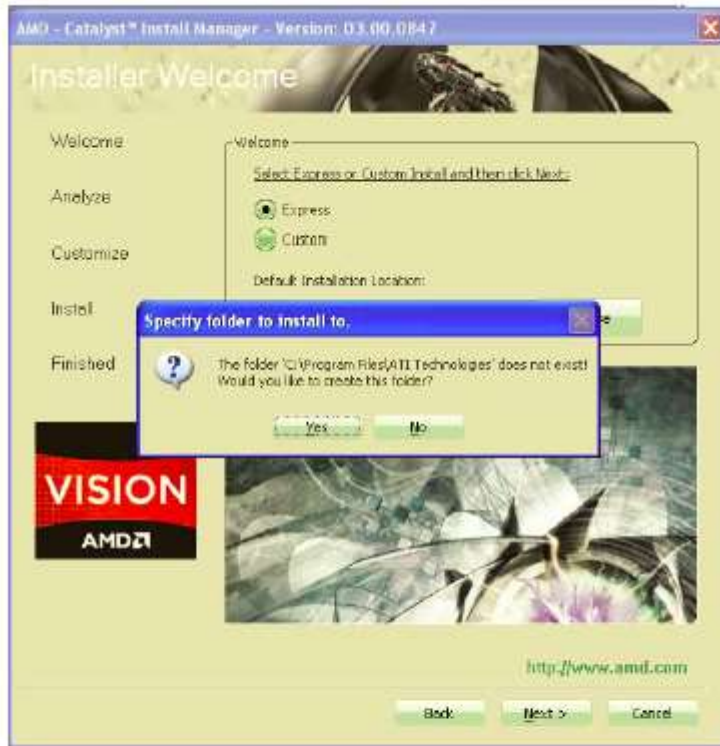 AMD - Catalyst™ Install Manager - Version: 03.00.0847
Installer Welcome
Welcome
Analyze
Customize
Install
Finished
Welcome
Select Express or Custom Install and then click Next:
Express
Custom
Default Installation Location:
Specify folder to install to.
The folder 'C:\Program Files\ATI Technologies' does not exist!
Would you like to create this folder?
Yes
No
VISION
AMD
http://www.amd.com
Back
Next >
Cancel